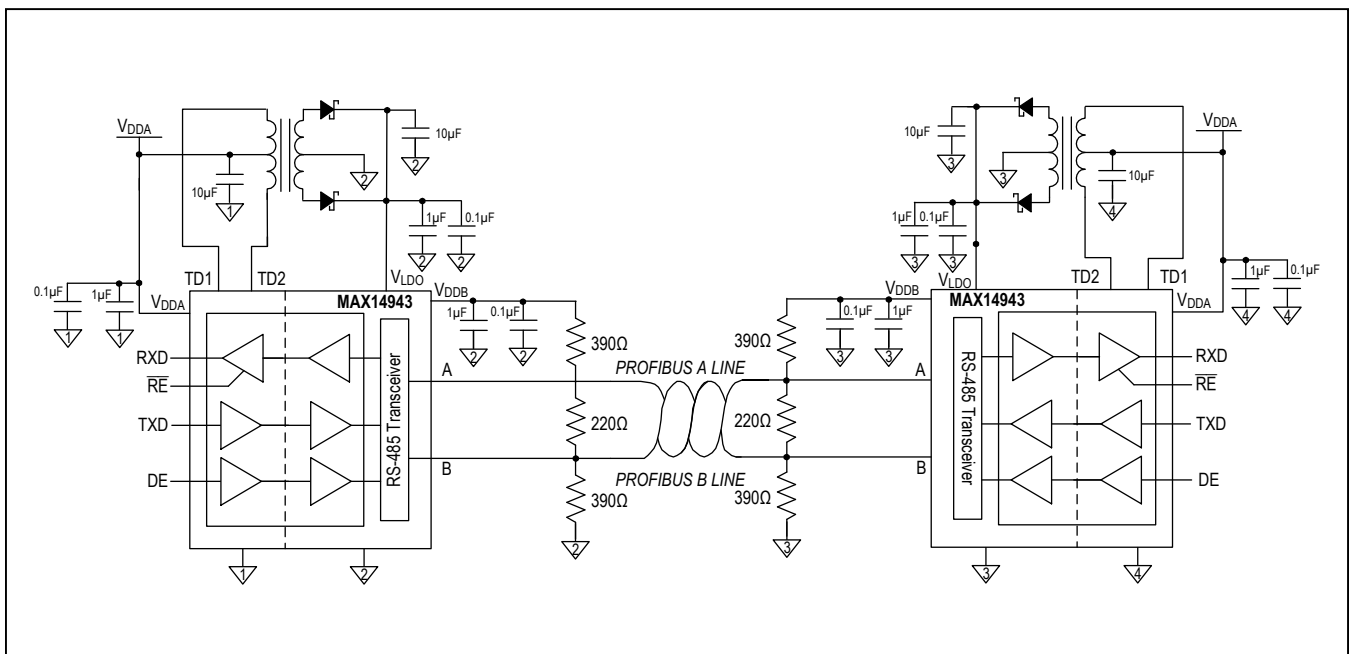 VDDA
10µF
10µF
2
2
1
1µF
0.1µF
2
2
TD1
TD2
VLDO
0.1µF
1µF
1
1
VDDA
MAX14943
VDDB
1µF
0.1µF
2
2
RXD
RE
TXD
DE
RS-485 Transceiver
A
B
390Ω
220Ω
390Ω
2
1
2
PROFIBUS A LINE
PROFIBUS B LINE
10µF
3
3
VDDA
10µF
4
1µF
0.1µF
3
3
VLDO
TD2
TD1
1µF
0.1µF
4
4
VDDB
MAX14943
VDDA
0.1µF
1µF
3
3
390Ω
220Ω
390Ω
3
A
B
RS-485 Transceiver
RXD
RE
TXD
DE
3
4